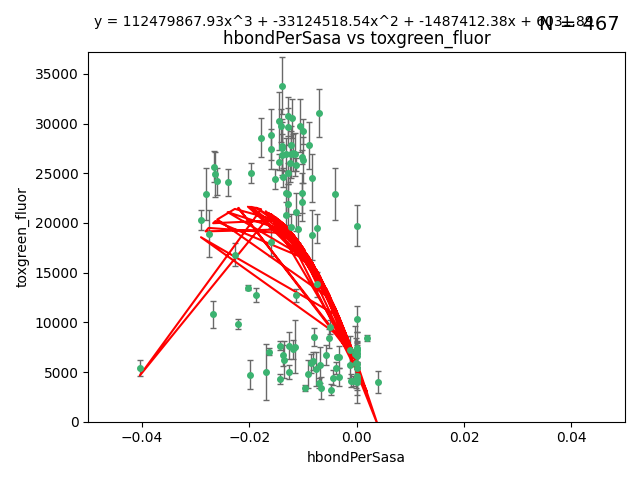 y = 112479867.93x^3 + -33124518.54x^2 + -1487412.38x +
N = 467
hbondPerSasa vs toxgreen_fluor
toxgreen_fluor
35000
30000
25000
20000
15000
10000
5000
0
-0.04 -0.02 0.00 0.02 0.04
hbondPerSasa